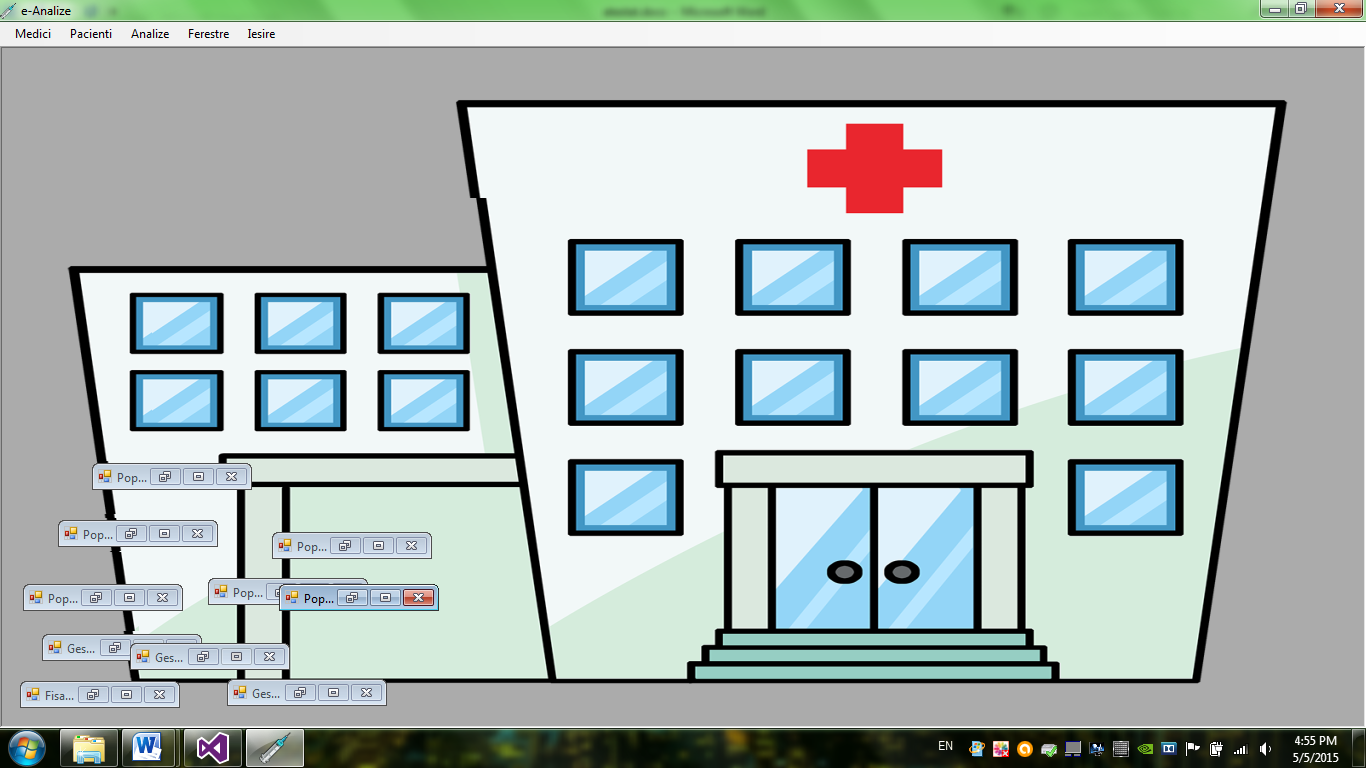 e-Analize
Medici Pacienti Analize Ferestre Iesire
Pop...
Pop...
Pop...
Pop...
Pop...
Pop...
Ges...
Ges...
Fisa...
Ges...
EN
4:55 PM
5/5/2015